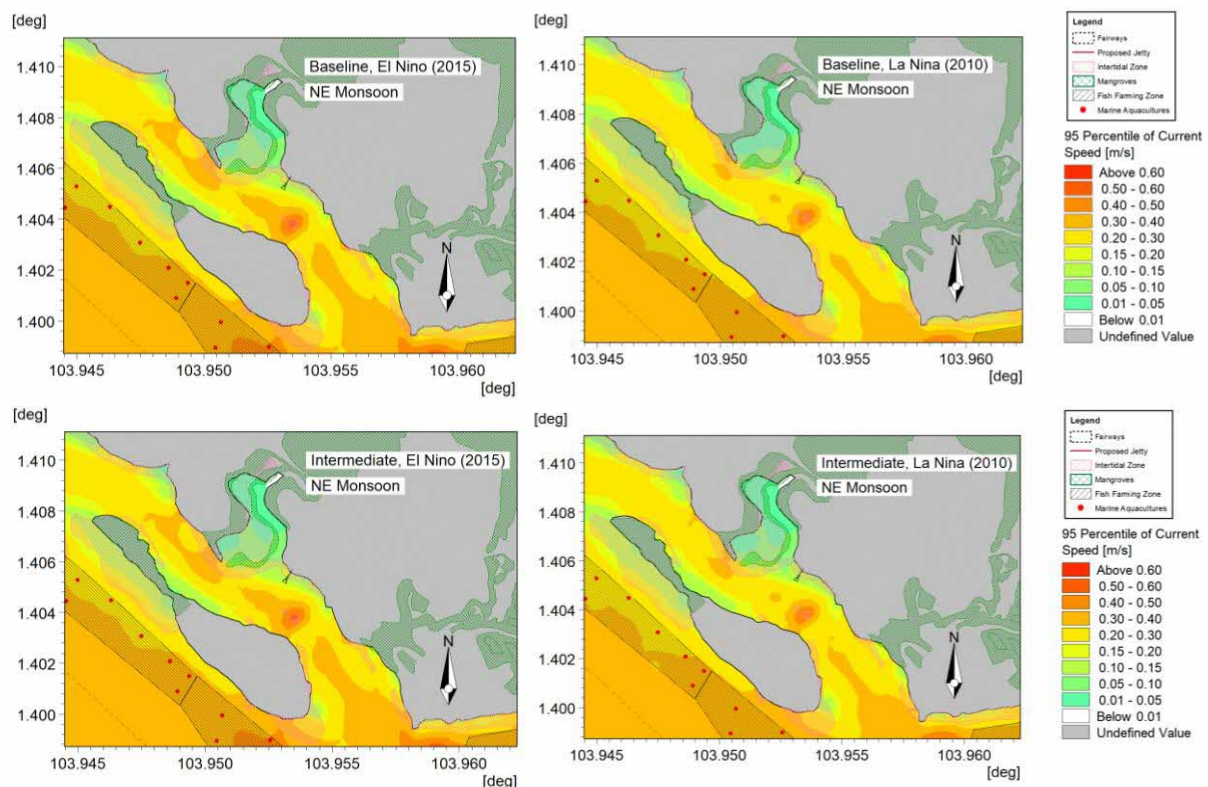 [deg]
1.410
1.408
1.406
1.404
1.402
1.400
Baseline, El Nino (2015)
NE Monsoon
N
103.945
103.950
103.955
103.960
[deg]
[deg]
1.410
1.408
1.406
1.404
1.402
1.400
Baseline, La Nina (2010)
NE Monsoon
N
103.945
103.950
103.955
103.960
[deg]
Legend
Fairways
Proposed Jetty
Intertidal Zone
Mangroves
Fish Farming Zone
Marine Aquacultures
95 Percentile of Current
Speed [m/s]
Above 0.60
0.50 - 0.60
0.40 - 0.50
0.30 - 0.40
0.20 - 0.30
0.15 - 0.20
0.10 - 0.15
0.05 - 0.10
0.01 - 0.05
Below 0.01
Undefined Value
[deg]
1.410
1.408
1.406
1.404
1.402
1.400
Intermediate, El Nino (2015)
NE Monsoon
N
103.945
103.950
103.955
103.960
[deg]
[deg]
1.410
1.408
1.406
1.404
1.402
1.400
Intermediate, La Nina (2010)
NE Monsoon
N
103.945
103.950
103.955
103.960
[deg]
Legend
Fairways
Proposed Jetty
Intertidal Zone
Mangroves
Fish Farming Zone
Marine Aquacultures
95 Percentile of Current
Speed [m/s]
Above 0.60
0.50 - 0.60
0.40 - 0.50
0.30 - 0.40
0.20 - 0.30
0.15 - 0.20
0.10 - 0.15
0.05 - 0.10
0.01 - 0.05
Below 0.01
Undefined Value